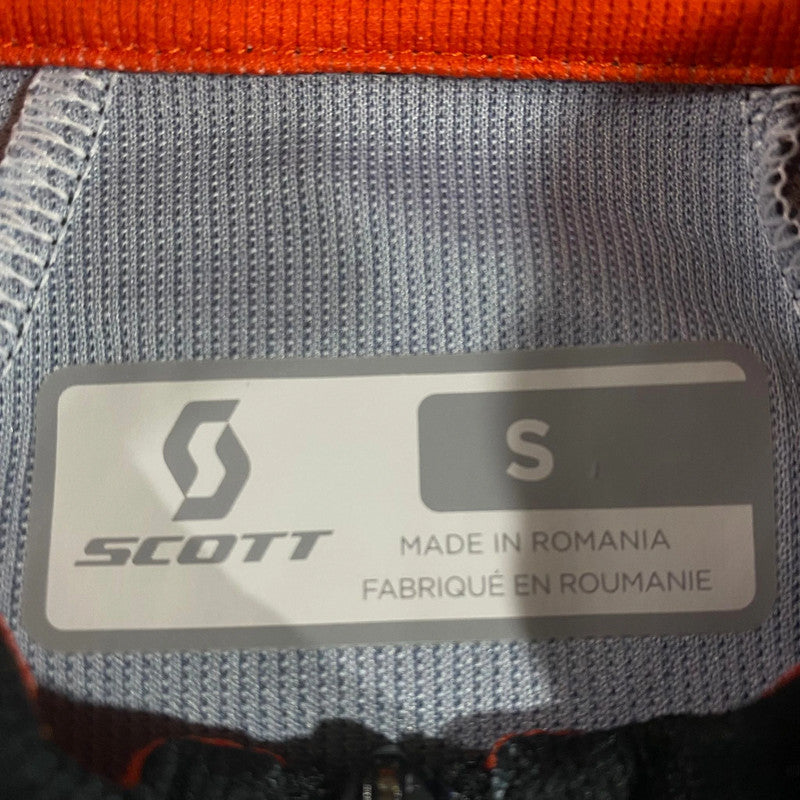 S
SCOTT
MADE IN ROMANIA
FABRIQUÉ EN ROUMANIE